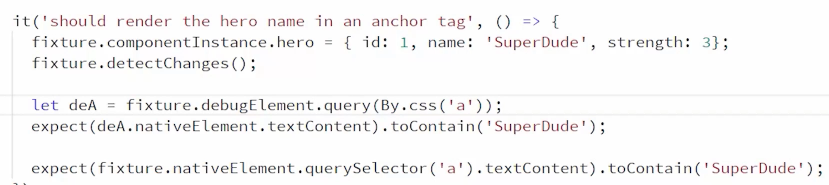 it('should render the hero name in an anchor tag', () => {
fixture.componentInstance.hero = { id: 1, name: 'SuperDude', strength: 3};
fixture.detectChanges();
let deA = fixture.debugElement.query(By.css('a'));
expect(deA.nativeElement.textContent).toContain('SuperDude');
expect(fixture.nativeElement.querySelector('a').textContent).toContain('SuperDude');